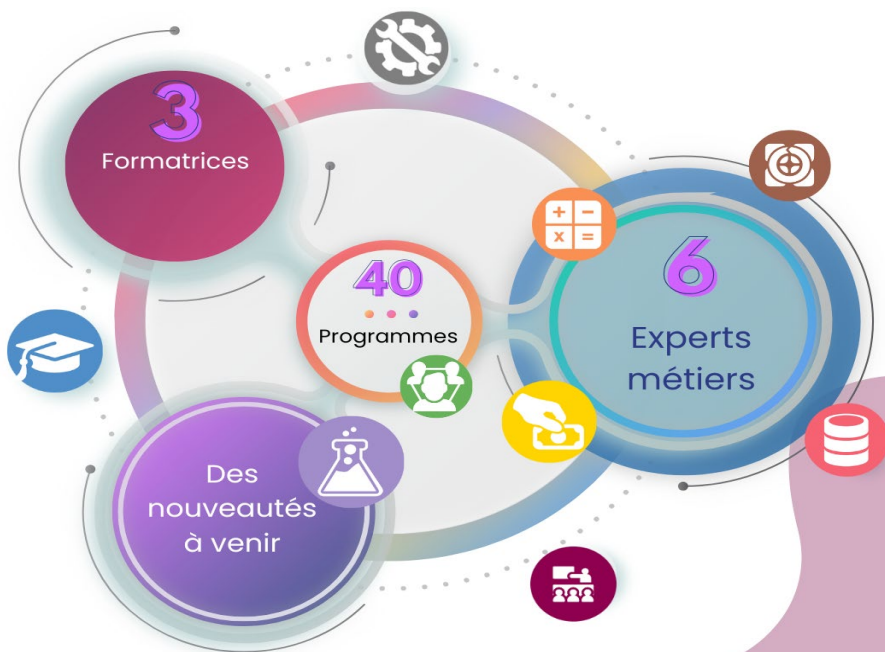 3
Formatrices
40
Programmes
6
Experts
métiers
Des
nouveautés
à venir